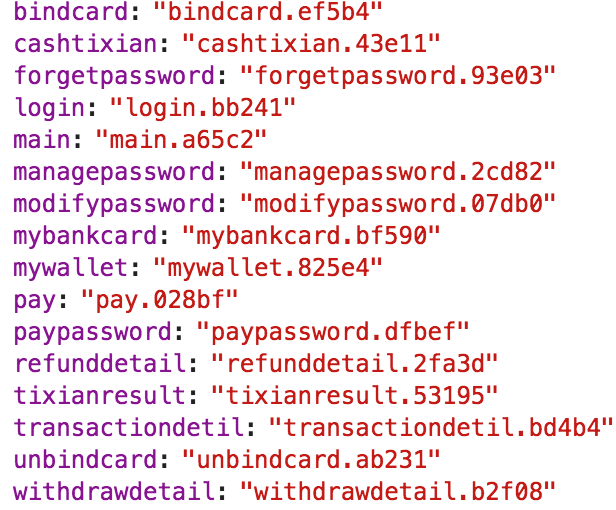 bindcard: "bindcard.ef5b4"
cashtixian: "cashtixian.43e11"
forgetpassword: "forgetpassword.93e03"
login: "login.bb241"
main: "main.a65c2"
managepassword: "managepassword.2cd82"
modifypassword: "modifypassword.07db0"
mybankcard: "mybankcard.bf590"
mywallet: "mywallet.825e4"
pay: "pay.028bf"
paypassword: "paypassword.dfbef"
refunddetail: "refunddetail.2fa3d"
tixianresult: "tixianresult.53195"
transactiondetil: "transactiondetil.bd4b4"
unbindcard: "unbindcard.ab231"
withdrawdetail: "withdrawdetail.b2f08"